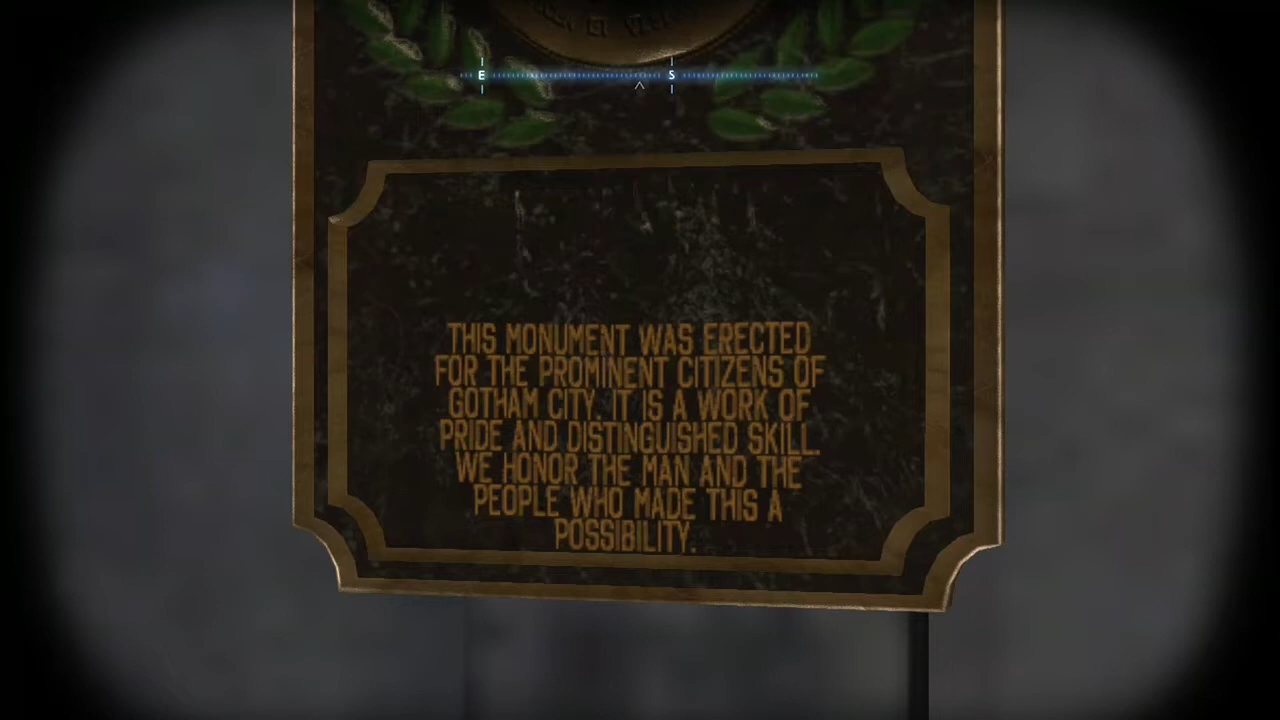 E S
THIS MONUMENT WAS ERECTED
FOR THE PROMINENT CITIZENS OF
GOTHAM CITY. IT IS A WORK OF
PRIDE AND DISTINGUISHED SKILL.
WE HONOR THE MAN AND THE
PEOPLE WHO MADE THIS A
POSSIBILITY.